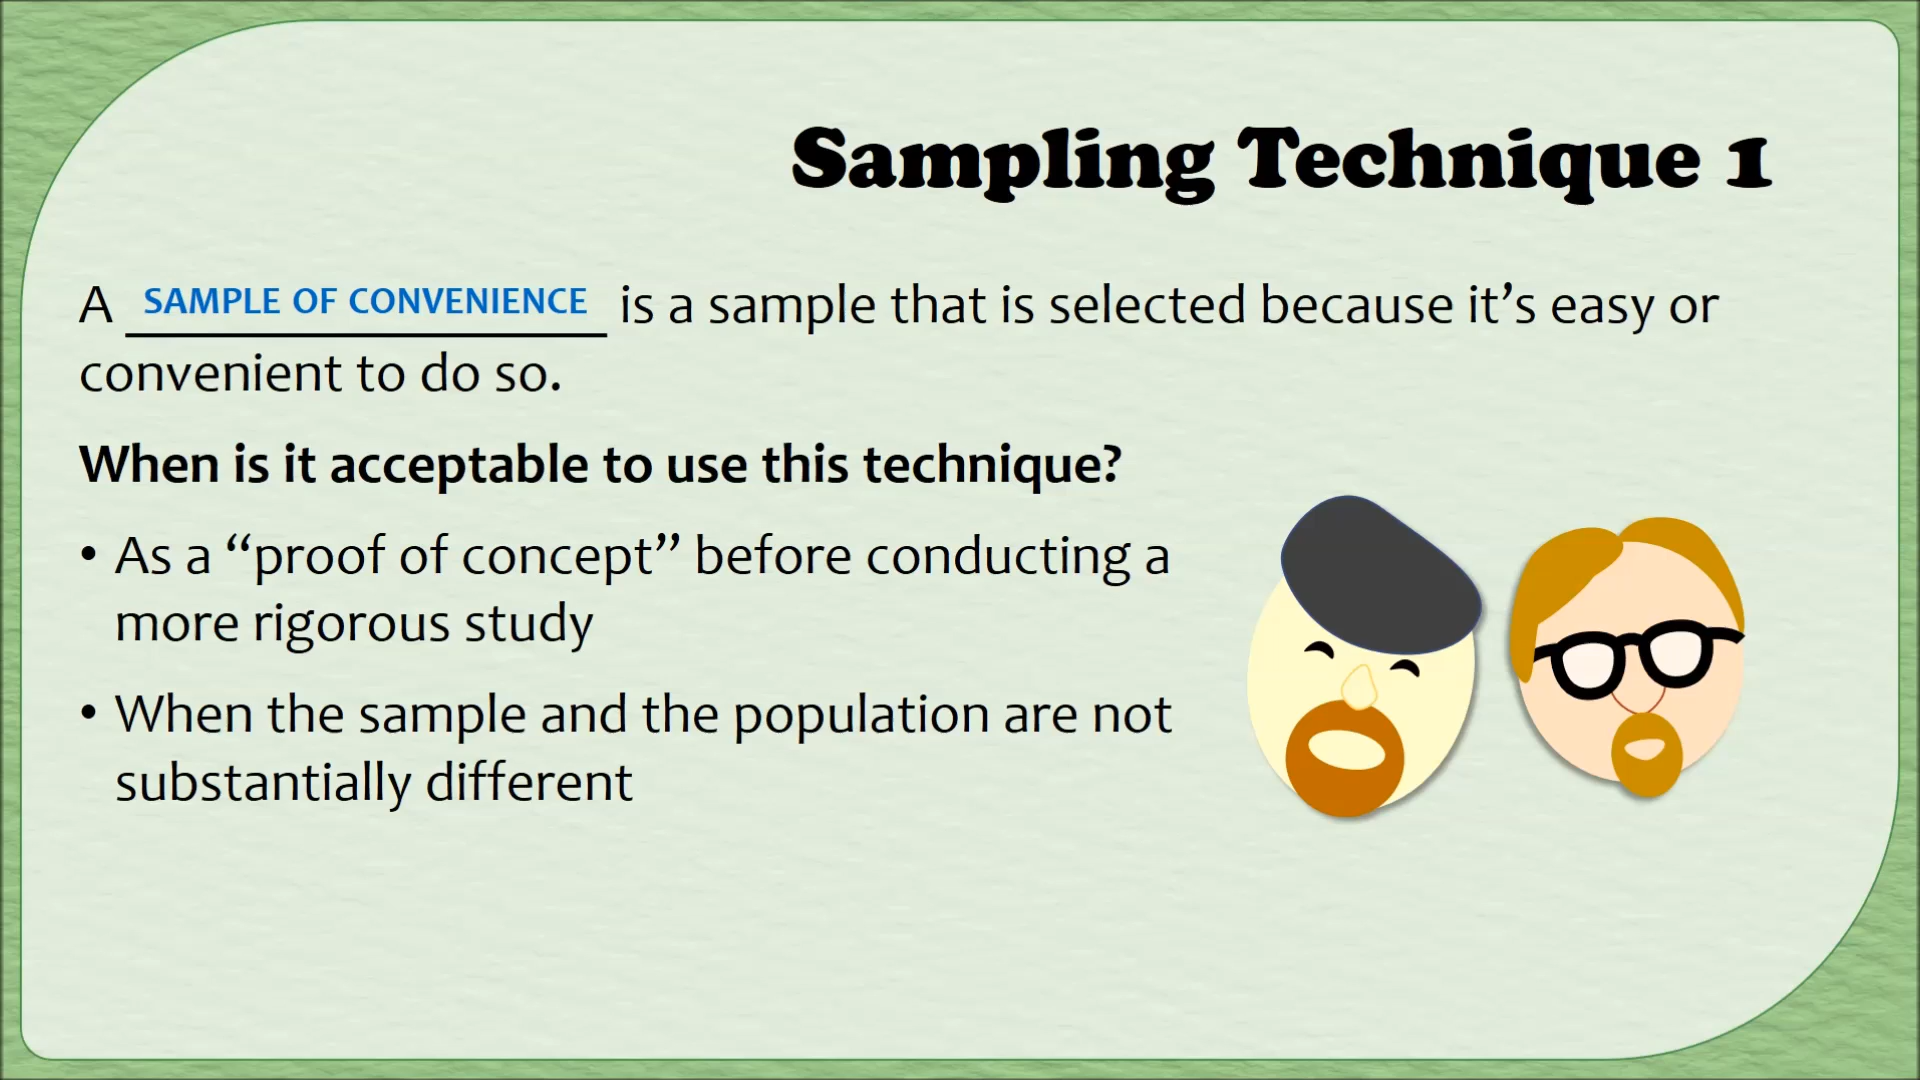 Sampling Technique 1
A SAMPLE OF CONVENIENCE is a sample that is selected because it’s easy or
convenient to do so.
When is it acceptable to use this technique?
• As a “proof of concept” before conducting a
more rigorous study
• When the sample and the population are not
substantially different